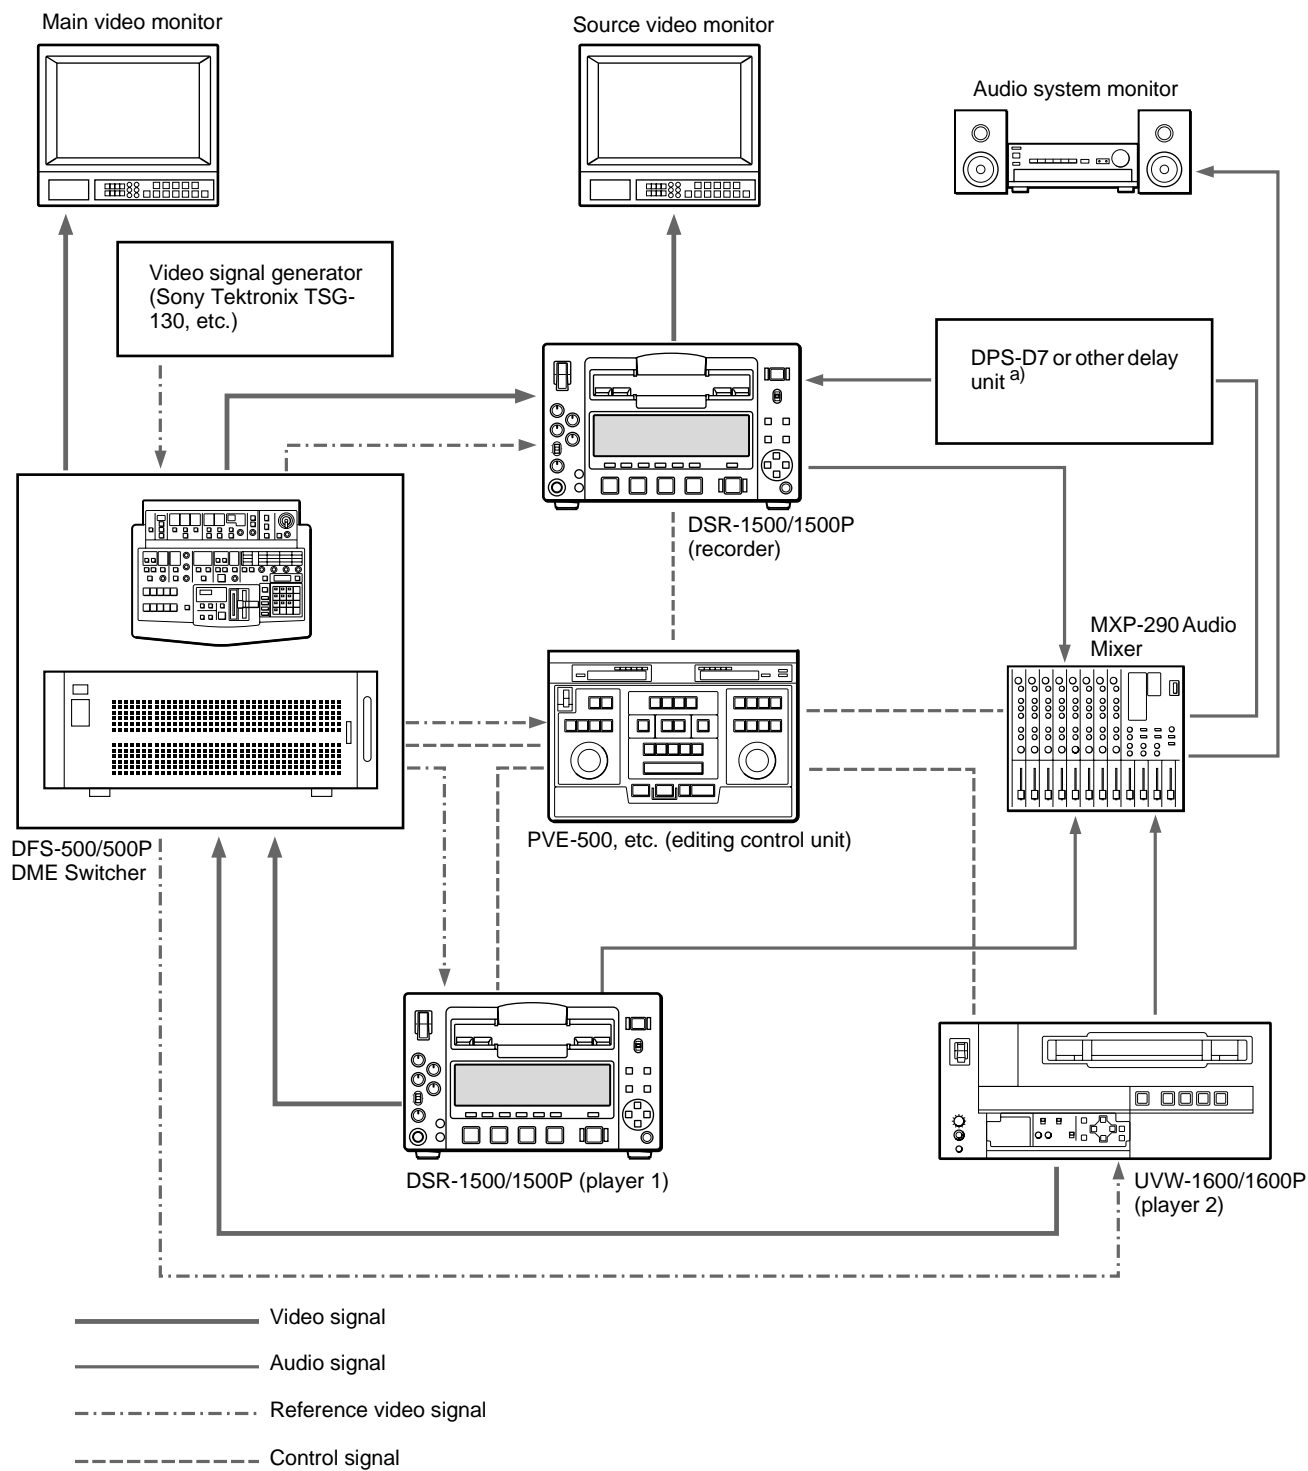 Main video monitor
Source video monitor
Audio system monitor
Video signal generator
(Sony Tektronix TSG-
130, etc.)
DPS-D7 or other delay
unit a)
DSR-1500/1500P
(recorder)
MXP-290 Audio
Mixer
PVE-500, etc. (editing control unit)
DFS-500/500P
DME Switcher
DSR-1500/1500P (player 1)
UVW-1600/1600P
(player 2)
Video signal
Audio signal
Reference video signal
Control signal